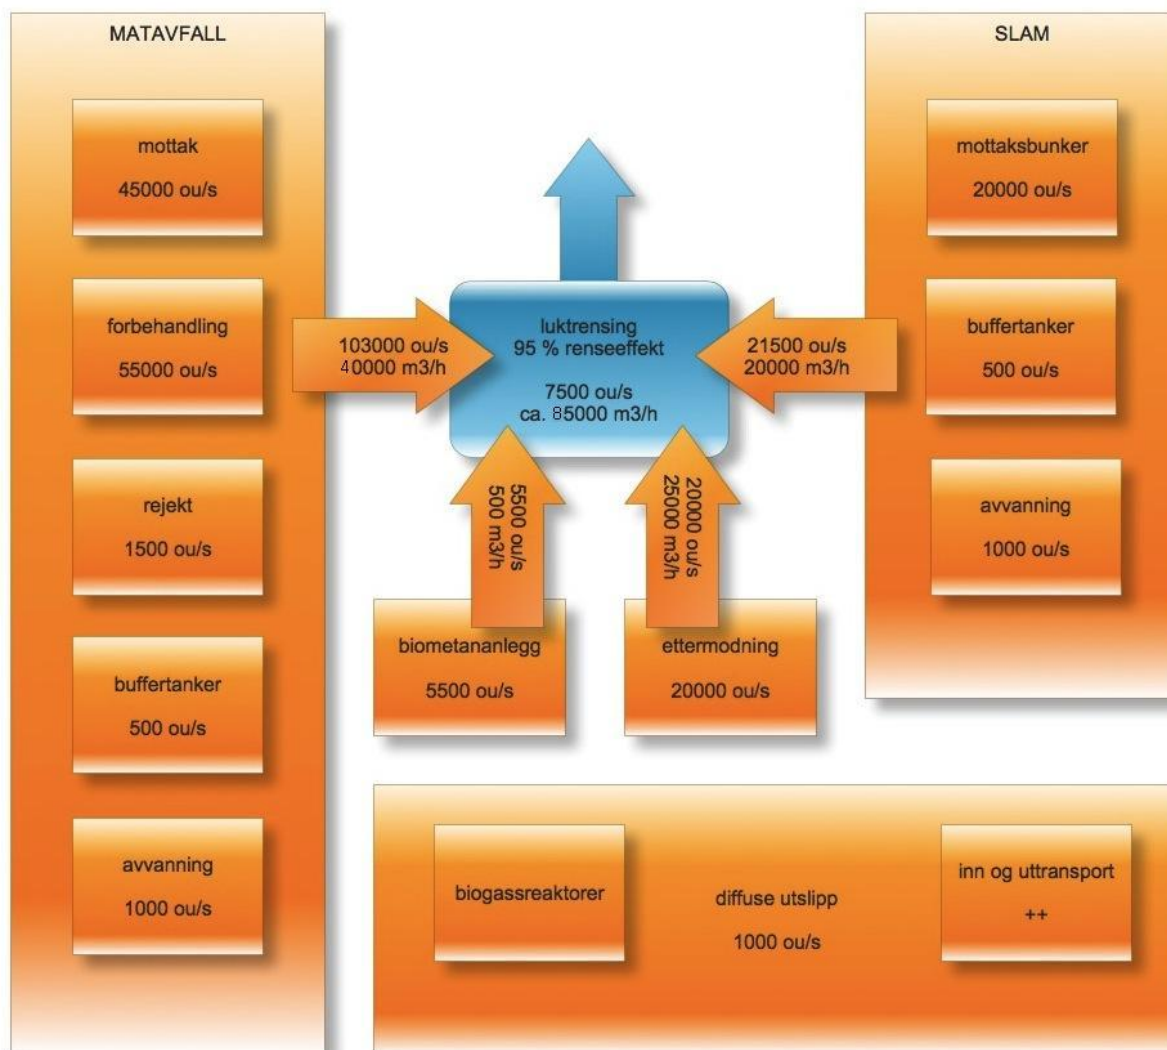 MATAVFALL
mottak
45000 ou/s
forbehandling
55000 ou/s
rejekt
1500 ou/s
buffertanker
500 ou/s
avvanning
1000 ou/s
103000 ou/s
40000 m3/h
luktrensing
95 % renseeffekt
7500 ou/s
ca. 85000 m3/h
21500 ou/s
20000 m3/h
5500 ou/s
500 m3/h
20000 ou/s
25000 m3/h
biometananlegg
5500 ou/s
ettermodning
20000 ou/s
SLAM
mottaksbunker
20000 ou/s
buffertanker
500 ou/s
avvanning
1000 ou/s
biogassreaktorer
diffuse utslipp
1000 ou/s
inn og uttransport
++